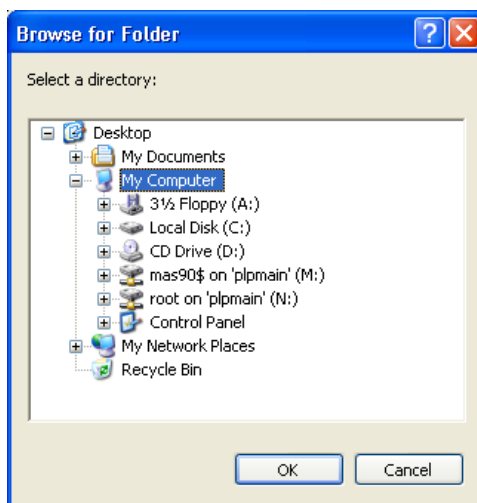 Browse for Folder
Select a directory:
Desktop
My Documents
My Computer
3½ Floppy (A:)
Local Disk (C:)
CD Drive (D:)
mas90$ on 'plpmain' (M:)
root on 'plpmain' (N:)
Control Panel
My Network Places
Recycle Bin
OK Cancel